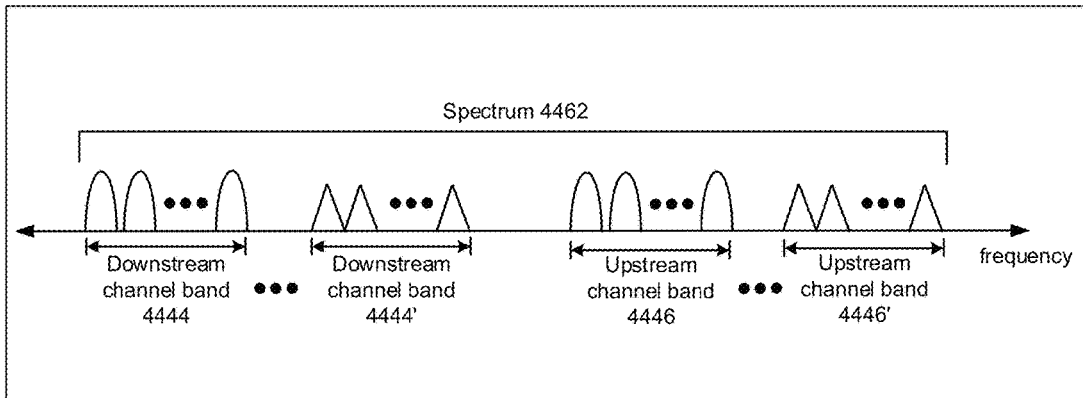 Spectrum 4462
frequency
Downstream
channel band
4444
Downstream
channel band
4444'
Upstream
channel band
4446
Upstream
channel band
4446'